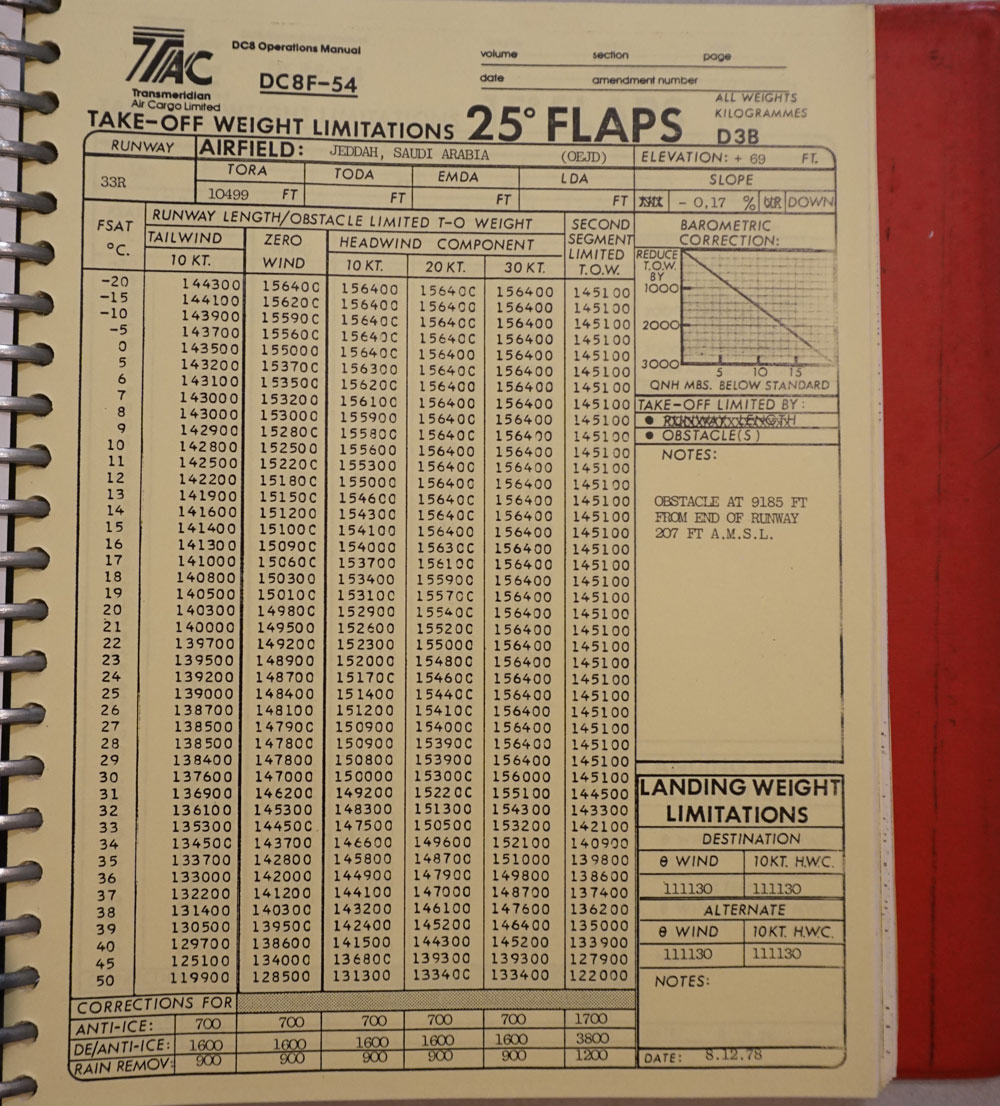 TAC
Transmeridian
Air Cargo Limited
DC8 Operations Manual
DC8F-54
volume section page
date amendment number
TAKE-OFF WEIGHT LIMITATIONS 25° FLAPS
ALL WEIGHTS
KILOGRAMMES
D3B
RUNWAY AIRFIELD: JEDDAH, SAUDI ARABIA (OEJD) ELEVATION: + 69 FT.
33R TORA TODA EMDA LDA SLOPE
10499 FT FT FT FT - 0,17 % DOWN
FSAT °C. RUNWAY LENGTH/OBSTACLE LIMITED T-O WEIGHT SECOND SEGMENT LIMITED T.O.W.
TAILWIND ZERO WIND HEADWIND COMPONENT
10 KT. 10 KT. 20 KT. 30 KT.
-20 144300 156400 156400 156400 156400 145100
-15 144100 156200 156400 156400 156400 145100
-10 143900 155900 156400 156400 156400 145100
-5 143700 155600 156400 156400 156400 145100
0 143500 155000 156400 156400 156400 145100
5 143200 153700 156300 156400 156400 145100
6 143100 153500 156200 156400 156400 145100
7 143000 153200 156100 156400 156400 145100
8 143000 153000 155900 156400 156400 145100
9 142900 152800 155800 156400 156400 145100
10 142800 152500 155600 156400 156400 145100
11 142500 152200 155300 156400 156400 145100
12 142200 151800 155000 156400 156400 145100
13 141900 151500 154600 156400 156400 145100
14 141600 151200 154300 156400 156400 145100
15 141400 151000 154100 156400 156400 145100
16 141300 150900 154000 156300 156400 145100
17 141000 150600 153700 156100 156400 145100
18 140800 150300 153400 155900 156400 145100
19 140500 150100 153100 155700 156400 145100
20 140300 149800 152900 155400 156400 145100
21 140000 149500 152600 155200 156400 145100
22 139700 149200 152300 155000 156400 145100
23 139500 148900 152000 154800 156400 145100
24 139200 148700 151700 154600 156400 145100
25 139000 148400 151400 154400 156400 145100
26 138700 148100 151200 154100 156400 145100
27 138500 147900 150900 154000 156400 145100
28 138500 147800 150900 153900 156400 145100
29 138400 147800 150800 153900 156400 145100
30 137600 147000 150000 153000 156000 145100
31 136900 146200 149200 152200 155100 144500
32 136100 145300 148300 151300 154300 143300
33 135300 144500 147500 150500 153200 142100
34 134500 143700 146600 149600 152100 140900
35 133700 142800 145800 148700 151000 139800
36 133000 142000 144900 147900 149800 138600
37 132200 141200 144100 147000 148700 137400
38 131400 140300 143200 146100 147600 136200
39 130500 139500 142400 145200 146400 135000
40 129700 138600 141500 144300 145200 133900
45 125100 134000 136800 139300 139300 127900
50 119900 128500 131300 133400 133400 122000
CORRECTIONS FOR
ANTI-ICE: 700 700 700 700 700 1700
DE/ANTI-ICE: 1600 1600 1600 1600 1600 3800
RAIN REMOV: 900 900 900 900 900 1200
BAROMETRIC
CORRECTION:
REDUCE
T.O.W.
BY
1000
2000
3000
5 10 15
QNH MBS. BELOW STANDARD
TAKE-OFF LIMITED BY:
• RUNWAY LENGTH
• OBSTACLE(S)
NOTES:
OBSTACLE AT 9185 FT
FROM END OF RUNWAY
207 FT A.M.S.L.
LANDING WEIGHT
LIMITATIONS
DESTINATION
θ WIND 10KT. H.W.C.
111130 111130
ALTERNATE
θ WIND 10KT. H.W.C.
111130 111130
NOTES:
DATE: 8.12.78